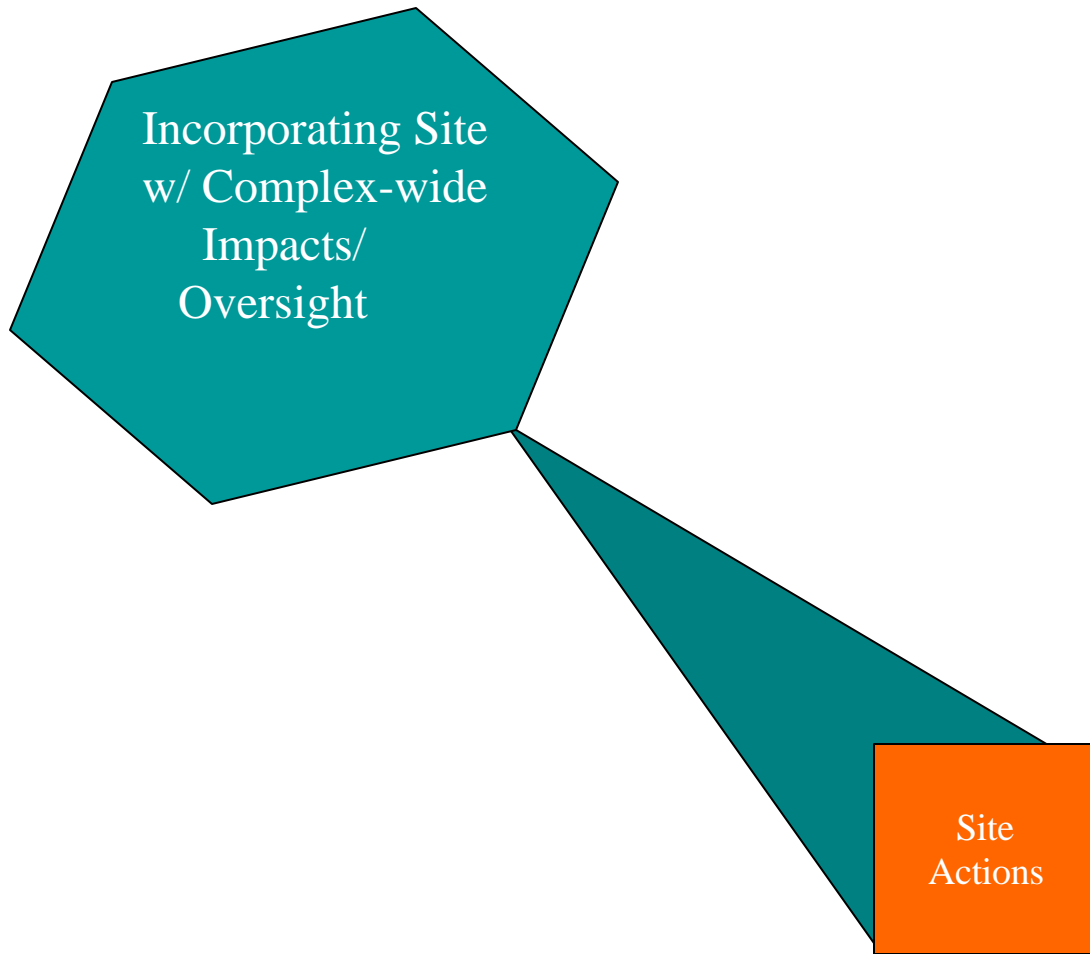 Incorporating Site
w/ Complex-wide
Impacts/
Oversight
Site
Actions